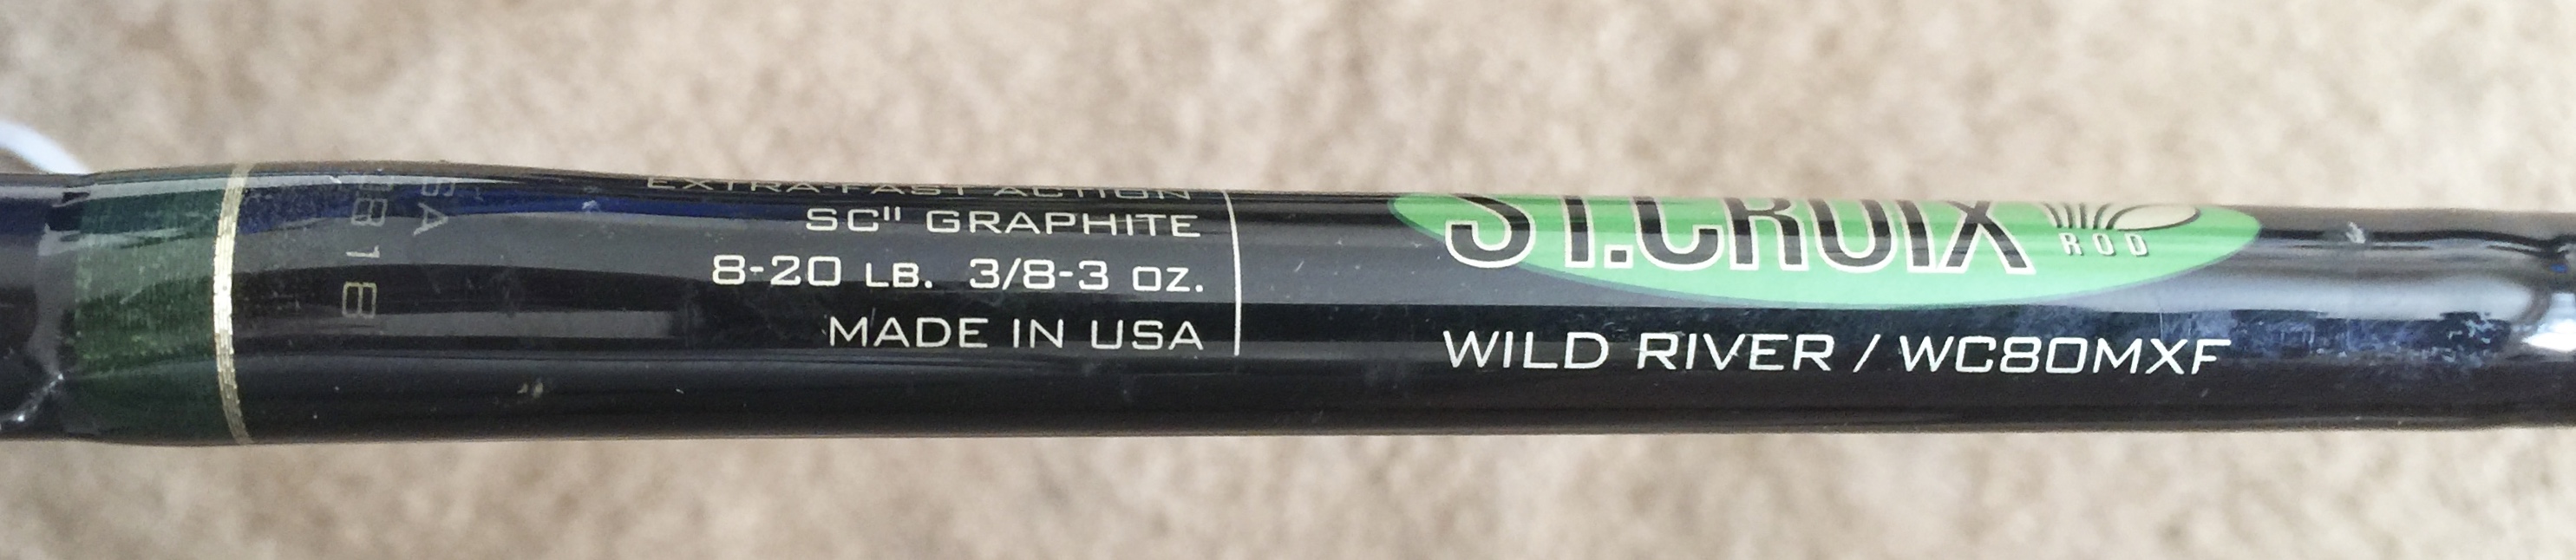 EXTRA-FAST ACTION
SCII GRAPHITE
8-20 LB. 3/8-3 OZ.
MADE IN USA
ST.CROIX
ROD
WILD RIVER / WC80MXF